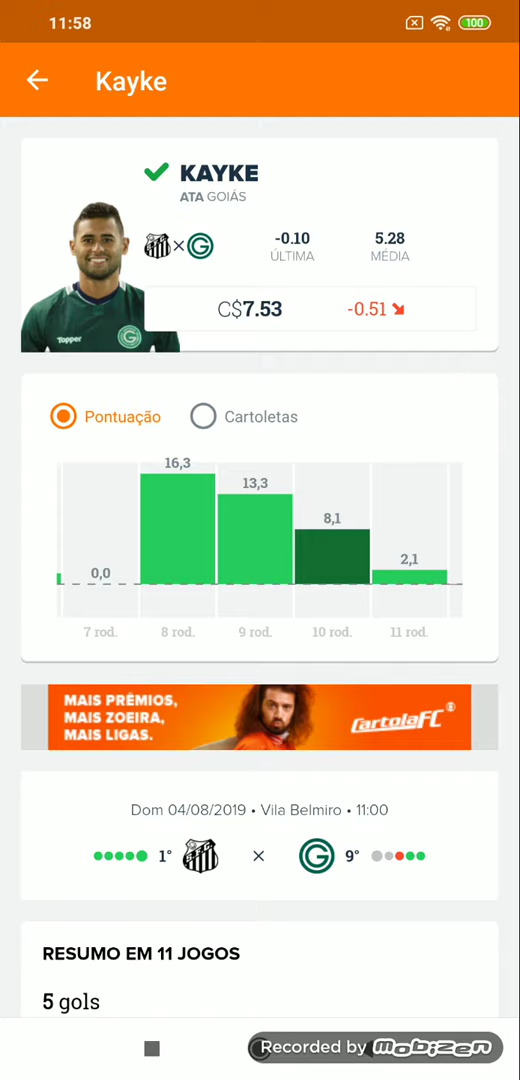 11:58
100
Kayke
KAYKE
ATA GOIÁS
× G
-0.10 5.28
ÚLTIMA MÉDIA
C$7.53 -0.51
Topper G
Pontuação Cartoletas
16,3
13,3
8,1
2,1
0,0
7 rod. 8 rod. 9 rod. 10 rod. 11 rod.
MAIS PRÊMIOS,
MAIS ZOEIRA,
MAIS LIGAS.
CartolaFC
Dom 04/08/2019 • Vila Belmiro • 11:00
1° × G 9°
RESUMO EM 11 JOGOS
5 gols
Recorded by Mobizen